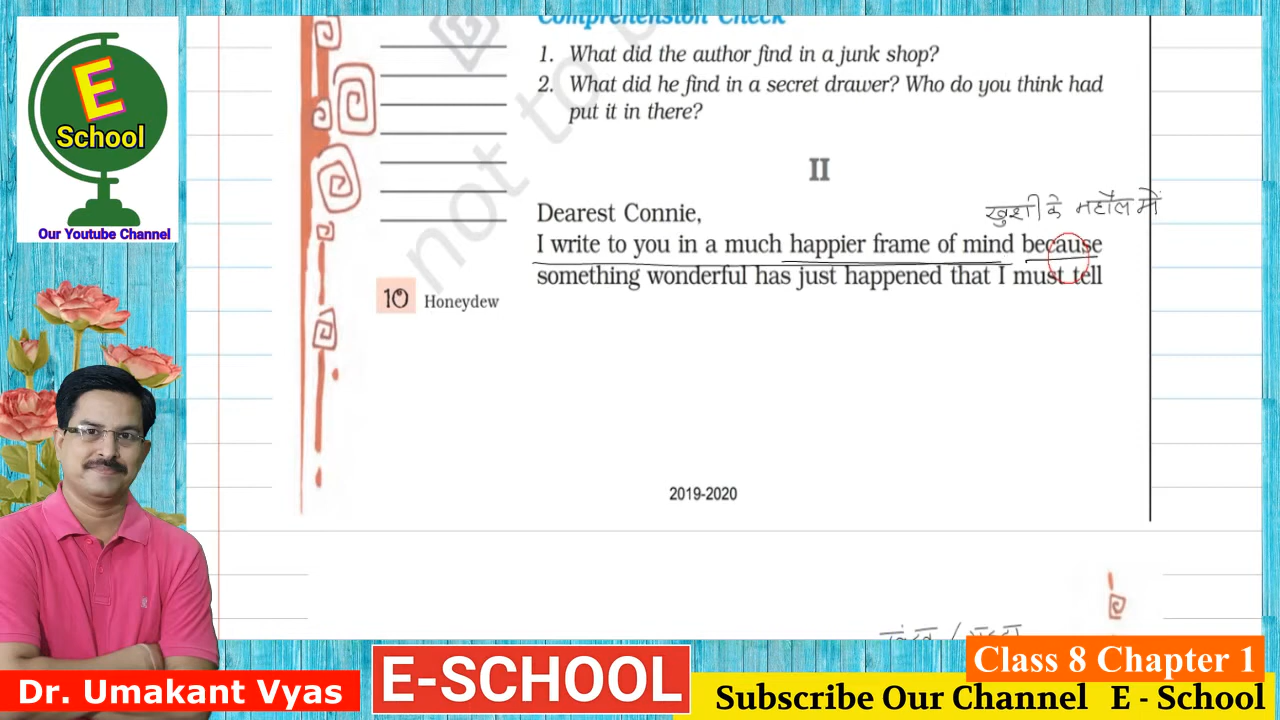 Comprehension Check
1. What did the author find in a junk shop?
2. What did he find in a secret drawer? Who do you think had
put it in there?
not to b
II
खुशी के महौल में
Dearest Connie,
I write to you in a much happier frame of mind because
something wonderful has just happened that I must tell
10 Honeydew
2019-2020
E
School
Our Youtube Channel
Class 8 Chapter 1
E-SCHOOL
Dr. Umakant Vyas
Subscribe Our Channel E - School